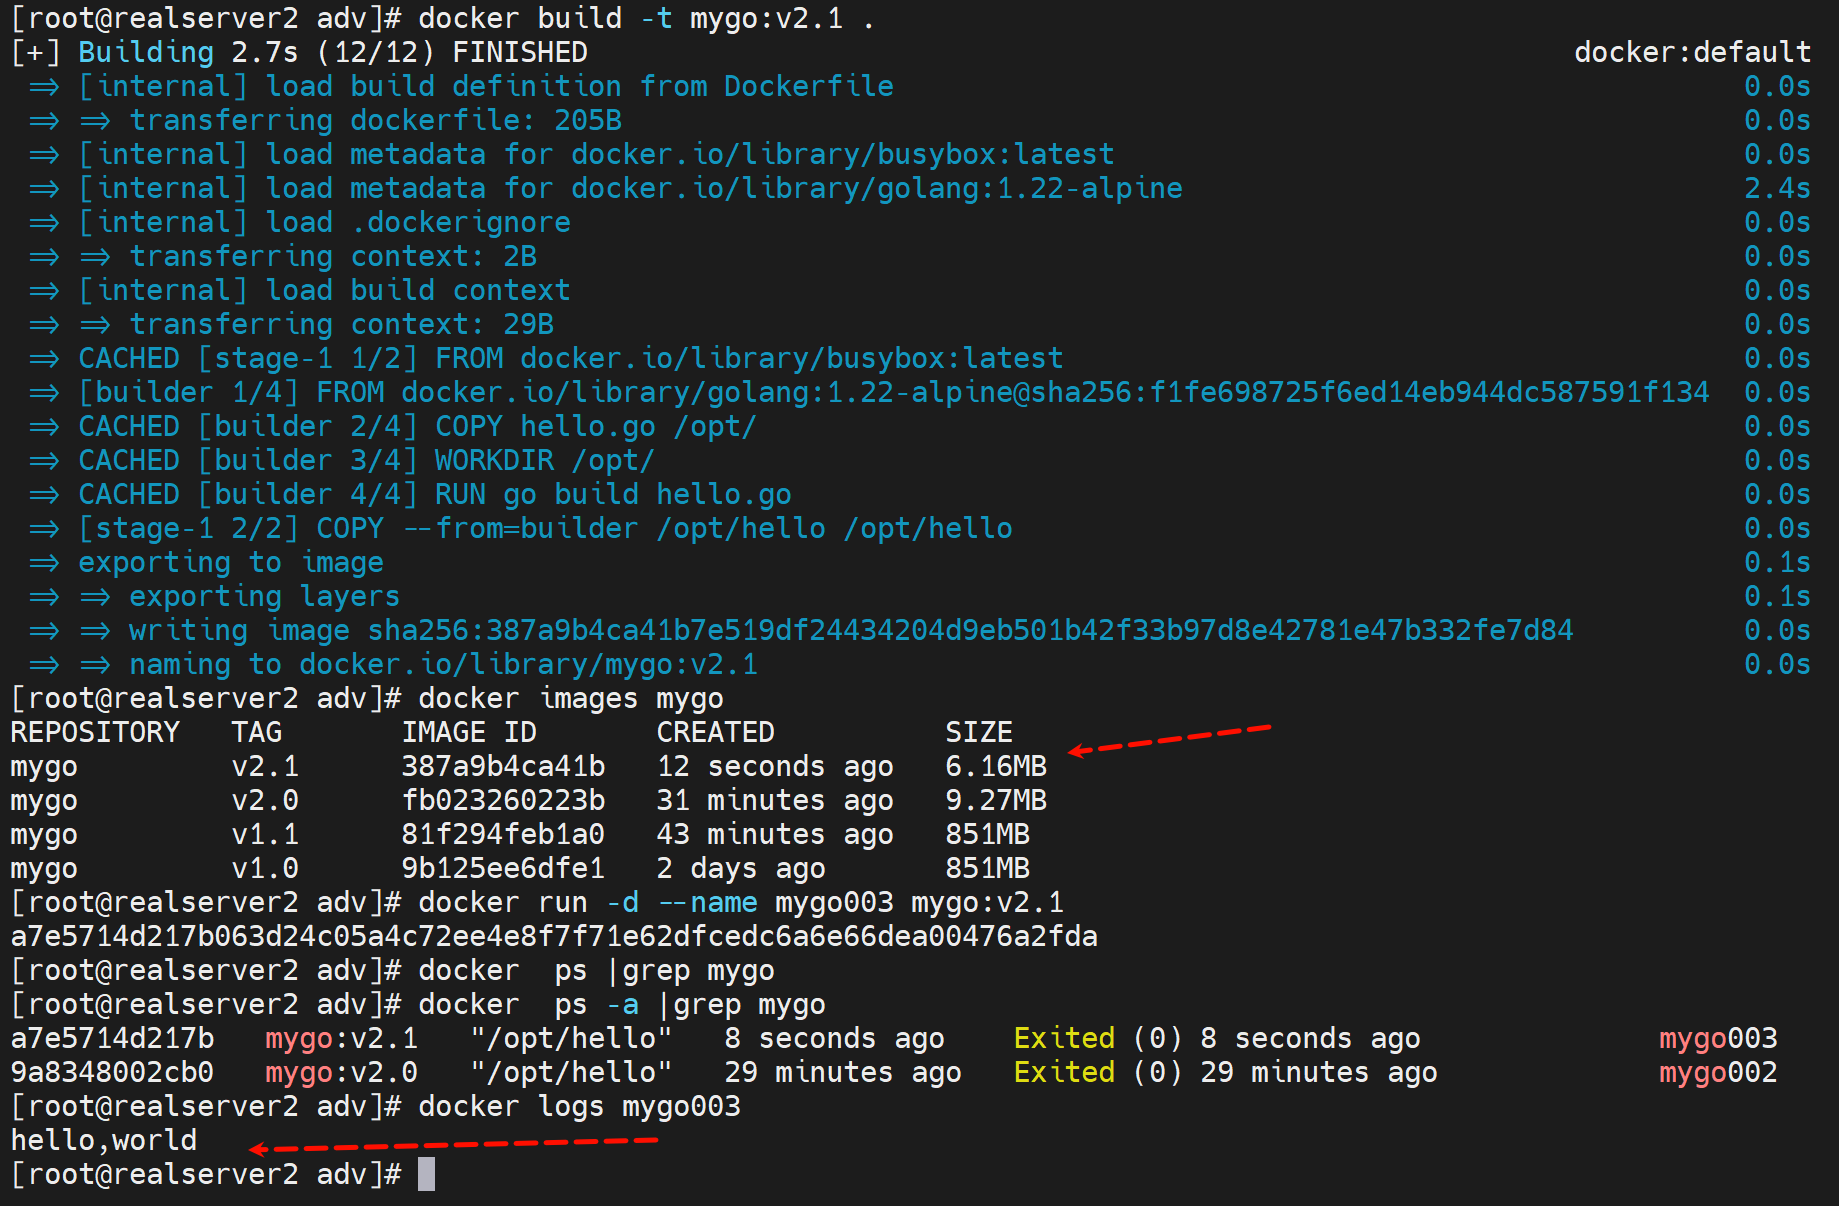 [root@realserver2 adv]# docker build -t mygo:v2.1 .
[+] Building 2.7s (12/12) FINISHED docker:default
=> [internal] load build definition from Dockerfile 0.0s
=> => transferring dockerfile: 205B 0.0s
=> [internal] load metadata for docker.io/library/busybox:latest 0.0s
=> [internal] load metadata for docker.io/library/golang:1.22-alpine 2.4s
=> [internal] load .dockerignore 0.0s
=> => transferring context: 2B 0.0s
=> [internal] load build context 0.0s
=> => transferring context: 29B 0.0s
=> CACHED [stage-1 1/2] FROM docker.io/library/busybox:latest 0.0s
=> [builder 1/4] FROM docker.io/library/golang:1.22-alpine@sha256:f1fe698725f6ed14eb944dc587591f134 0.0s
=> CACHED [builder 2/4] COPY hello.go /opt/ 0.0s
=> CACHED [builder 3/4] WORKDIR /opt/ 0.0s
=> CACHED [builder 4/4] RUN go build hello.go 0.0s
=> [stage-1 2/2] COPY --from=builder /opt/hello /opt/hello 0.0s
=> exporting to image 0.1s
=> => exporting layers 0.1s
=> => writing image sha256:387a9b4ca41b7e519df24434204d9eb501b42f33b97d8e42781e47b332fe7d84 0.0s
=> => naming to docker.io/library/mygo:v2.1 0.0s
[root@realserver2 adv]# docker images mygo
REPOSITORY TAG IMAGE ID CREATED SIZE
mygo v2.1 387a9b4ca41b 12 seconds ago 6.16MB
mygo v2.0 fb023260223b 31 minutes ago 9.27MB
mygo v1.1 81f294feb1a0 43 minutes ago 851MB
mygo v1.0 9b125ee6dfe1 2 days ago 851MB
[root@realserver2 adv]# docker run -d --name mygo003 mygo:v2.1
a7e5714d217b063d24c05a4c72ee4e8f7f71e62dfcedc6a6e66dea00476a2fda
[root@realserver2 adv]# docker  ps |grep mygo
[root@realserver2 adv]# docker  ps -a |grep mygo
a7e5714d217b mygo:v2.1 "/opt/hello" 8 seconds ago Exited (0) 8 seconds ago mygo003
9a8348002cb0 mygo:v2.0 "/opt/hello" 29 minutes ago Exited (0) 29 minutes ago mygo002
[root@realserver2 adv]# docker logs mygo003
hello,world
[root@realserver2 adv]#